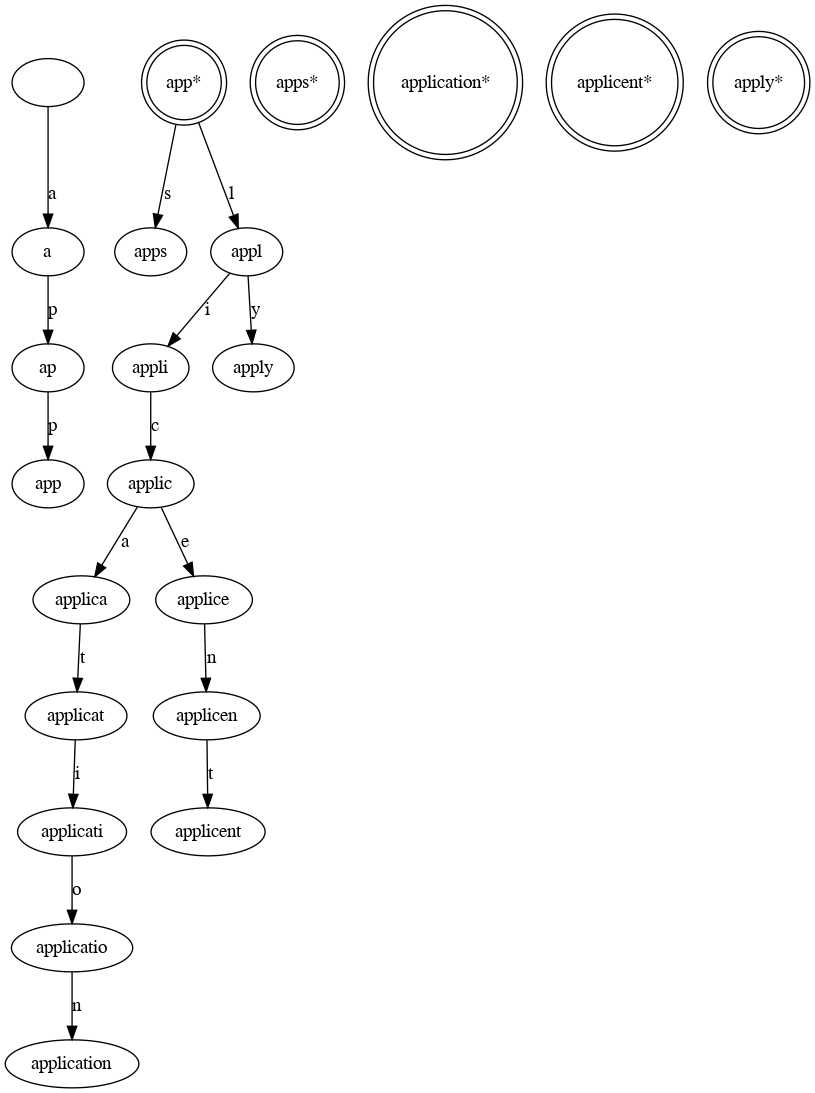 app* apps* application* applicent* apply*
a s l
a apps appl
p i y
ap appli apply
p c
app applic
a e
applica applice
t n
applicat applicen
i t
applicati applicent
o
applicatio
n
application